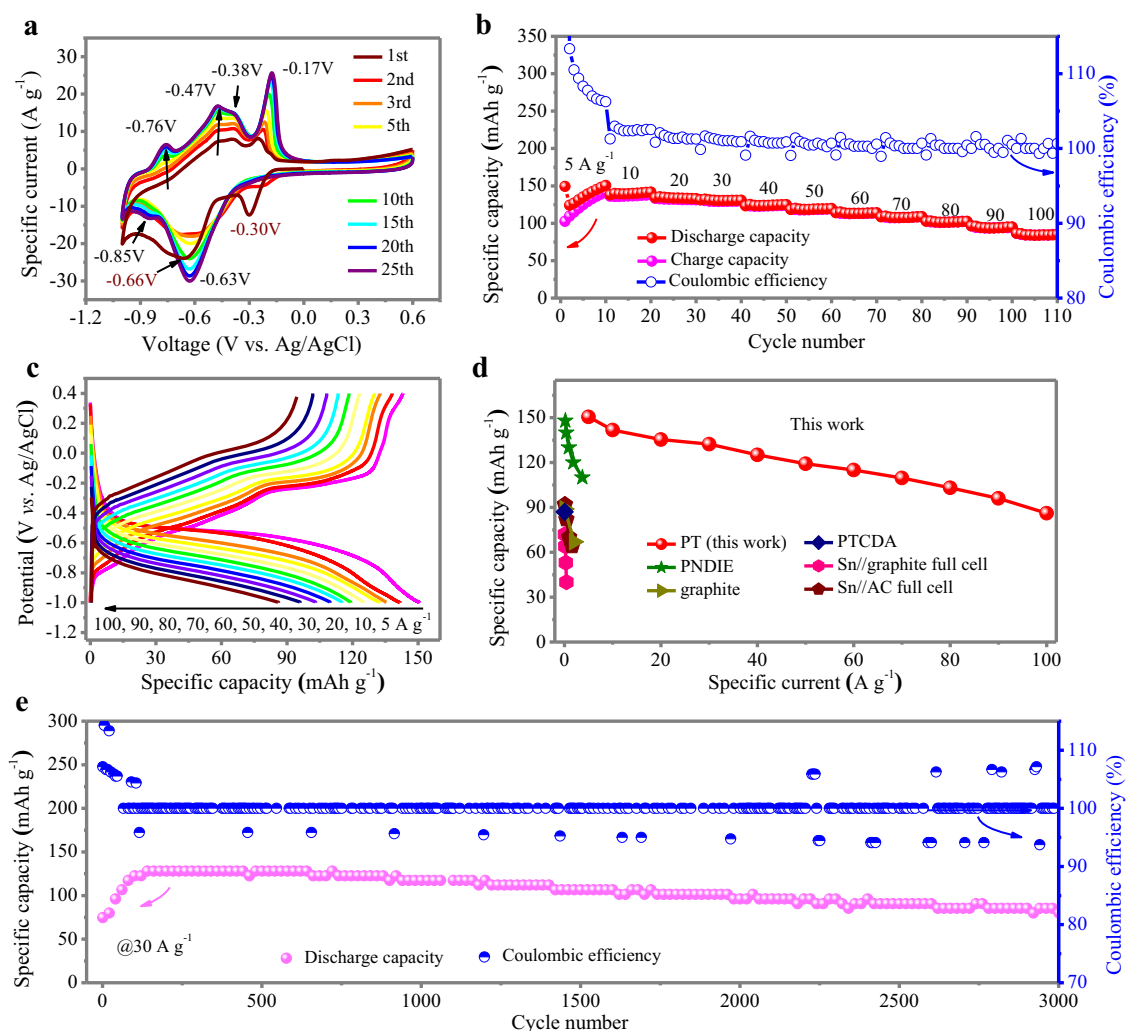 a
Specific current (A g⁻¹)
30
20
10
0
-10
-20
-30
-1.2 -0.9 -0.6 -0.3 0.0 0.3 0.6
Voltage (V vs. Ag/AgCl)
-0.76V
-0.47V
-0.38V
-0.17V
-0.85V
-0.66V
-0.63V
-0.30V
1st
2nd
3rd
5th
10th
15th
20th
25th
b
Specific capacity (mAh g⁻¹)
350
300
250
200
150
100
50
0
0 10 20 30 40 50 60 70 80 90 100 110
Cycle number
5 A g⁻¹
10 20 30 40 50 60 70 80 90 100
Discharge capacity
Charge capacity
Coulombic efficiency
110
100
90
80
Coulombic efficiency (%)
c
Potential (V vs. Ag/AgCl)
0.4
0.0
-0.2
-0.4
-0.6
-0.8
-1.0
-1.2
0 30 60 90 120 150
Specific capacity (mAh g⁻¹)
100, 90, 80, 70, 60, 50, 40, 30, 20, 10, 5 A g⁻¹
d
Specific capacity (mAh g⁻¹)
150
120
90
60
30
0
0 20 40 60 80 100
Specific current (A g⁻¹)
This work
PT (this work)
PNDIE
graphite
PTCDA
Sn//graphite full cell
Sn//AC full cell
e
Specific capacity (mAh g⁻¹)
300
250
200
150
100
50
0
0 500 1000 1500 2000 2500 3000
Cycle number
@30 A g⁻¹
Discharge capacity
Coulombic efficiency
110
100
90
80
70
Coulombic efficiency (%)